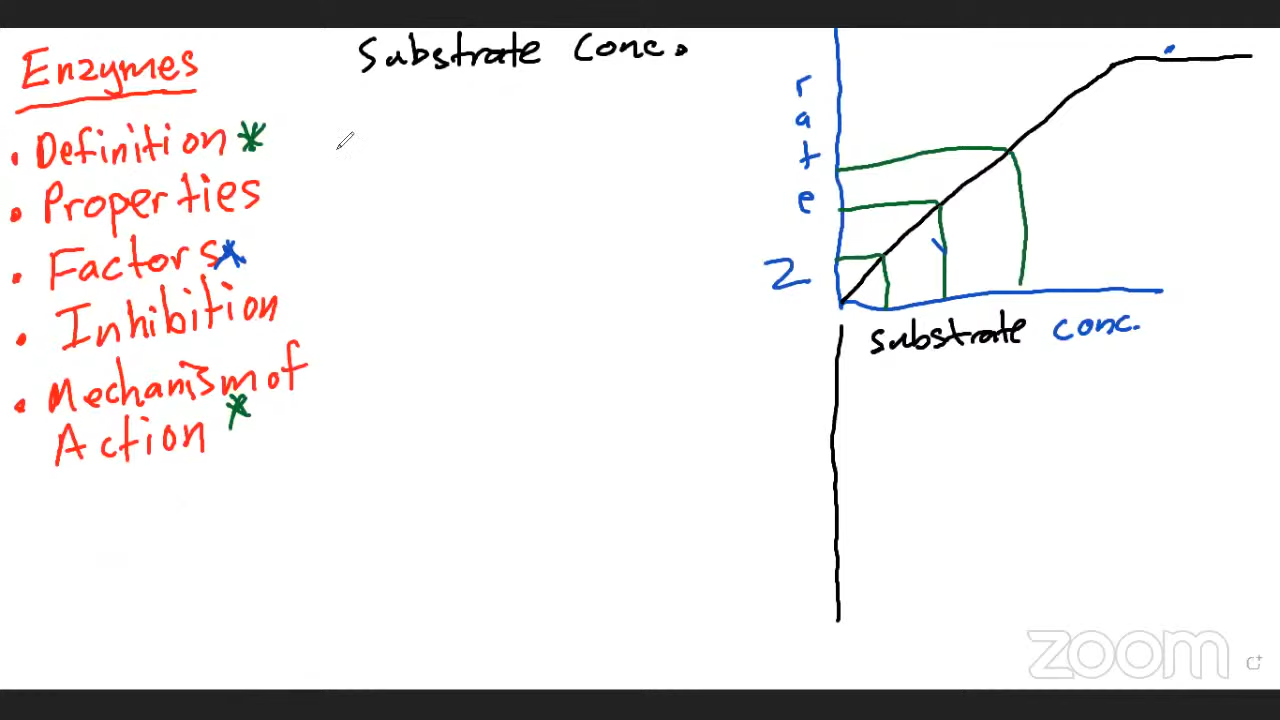 Enzymes
• Definition *
• Properties
• Factors *
• Inhibition
• Mechanism of
Action *
Substrate conc.
rate
2
substrate conc.
zoom